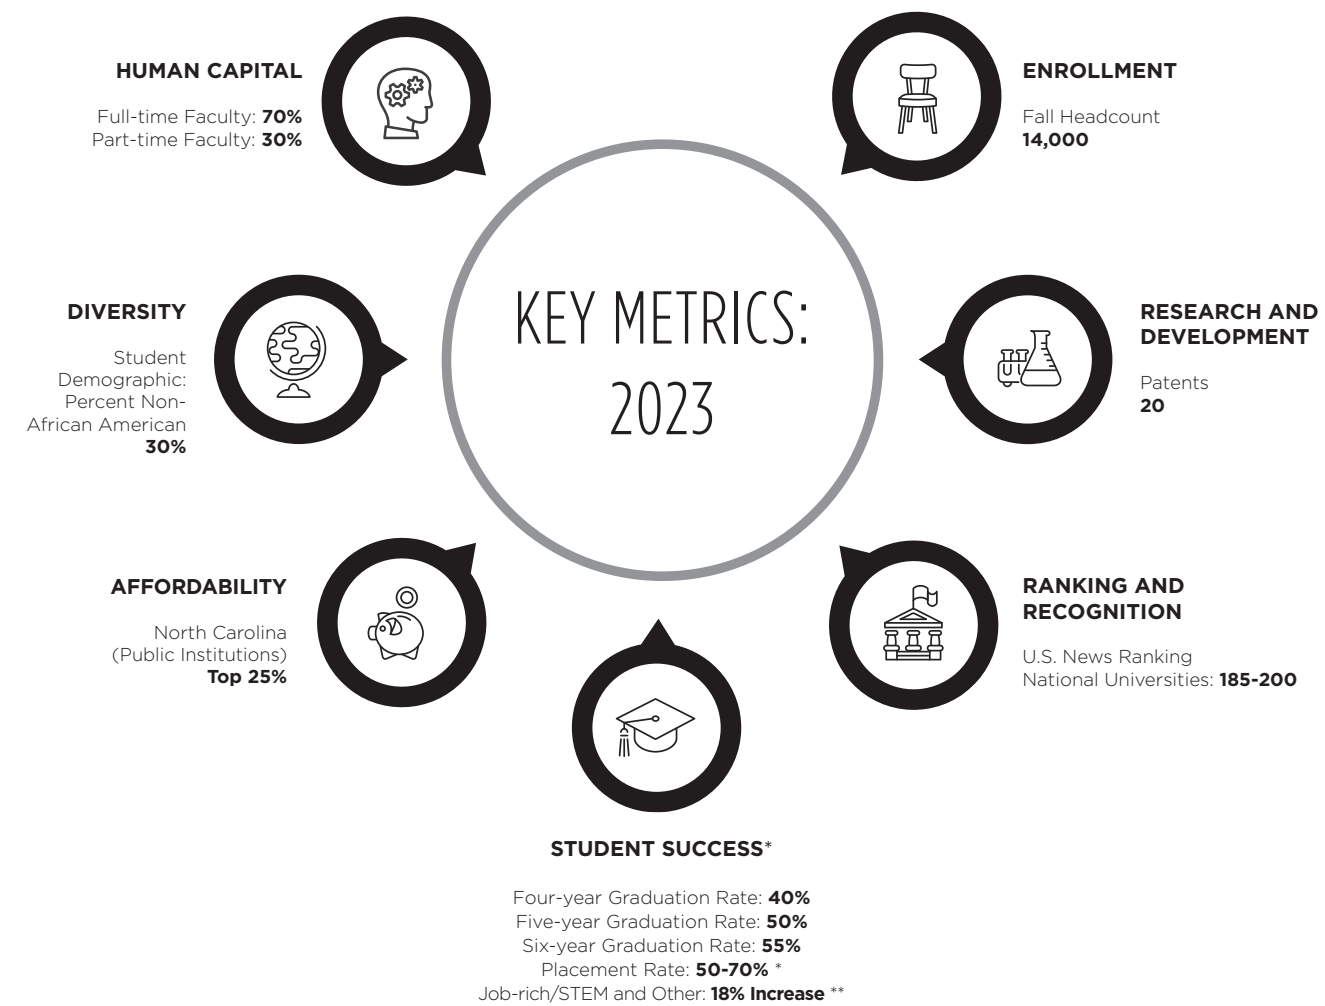 HUMAN CAPITAL
Full-time Faculty: 70%
Part-time Faculty: 30%
ENROLLMENT
Fall Headcount
14,000
KEY METRICS:
2023
DIVERSITY
Student
Demographic:
Percent Non-
African American
30%
RESEARCH AND
DEVELOPMENT
Patents
20
AFFORDABILITY
North Carolina
(Public Institutions)
Top 25%
RANKING AND
RECOGNITION
U.S. News Ranking
National Universities: 185-200
STUDENT SUCCESS*
Four-year Graduation Rate: 40%
Five-year Graduation Rate: 50%
Six-year Graduation Rate: 55%
Placement Rate: 50-70% *
Job-rich/STEM and Other: 18% Increase **